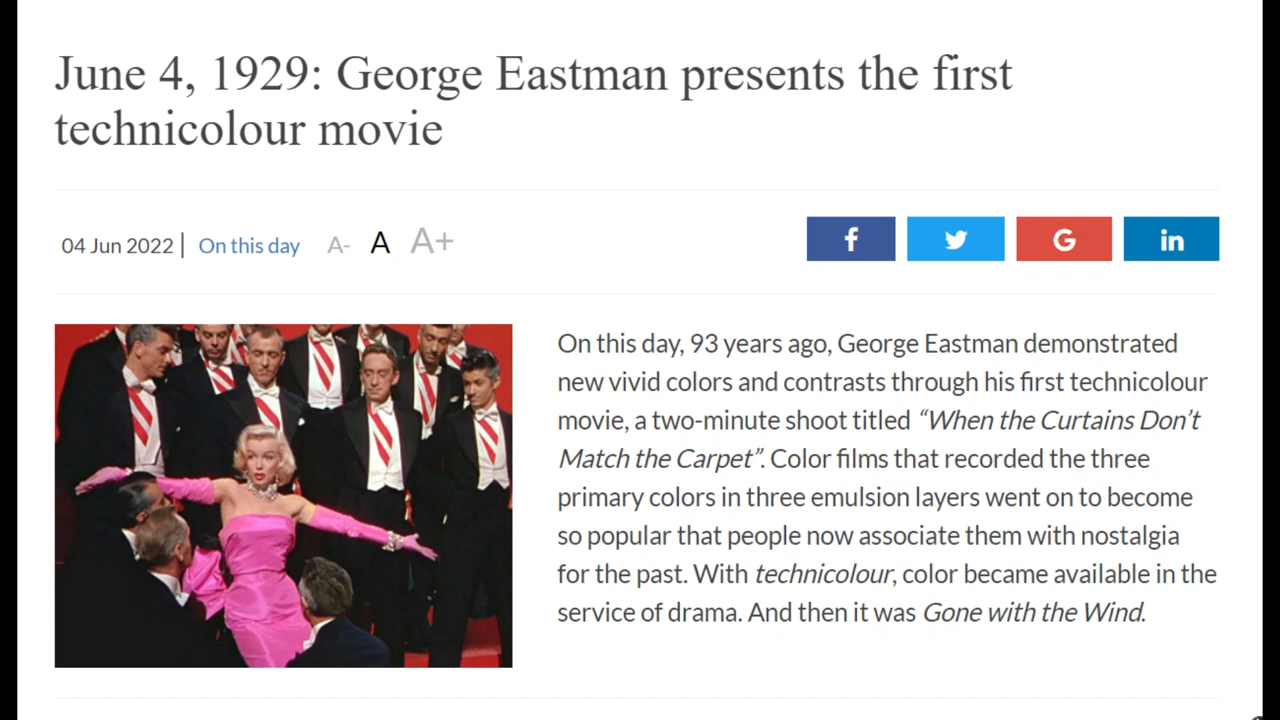 June 4, 1929: George Eastman presents the first
technicolour movie
04 Jun 2022 | On this day A- A A+
f G in
On this day, 93 years ago, George Eastman demonstrated
new vivid colors and contrasts through his first technicolour
movie, a two-minute shoot titled “When the Curtains Don’t
Match the Carpet”. Color films that recorded the three
primary colors in three emulsion layers went on to become
so popular that people now associate them with nostalgia
for the past. With technicolour, color became available in the
service of drama. And then it was Gone with the Wind.